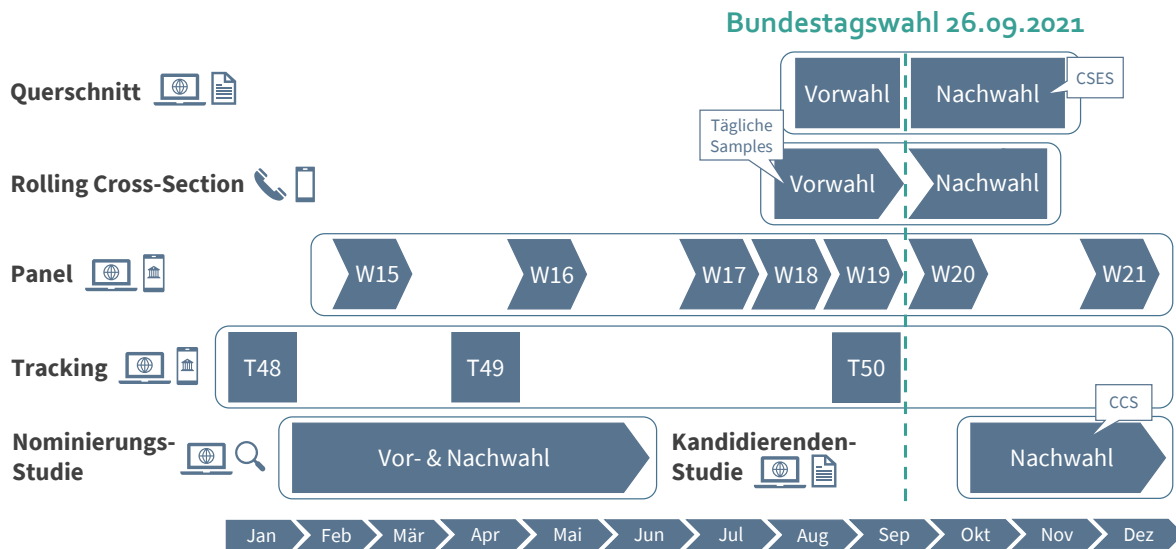 Bundestagswahl 26.09.2021
Querschnitt
Vorwahl
Nachwahl
CSES
Tägliche
Samples
Rolling Cross-Section
Vorwahl
Nachwahl
Panel
W15
W16
W17
W18
W19
W20
W21
Tracking
T48
T49
T50
Nominierungs-
Studie
Vor- & Nachwahl
Kandidierenden-
Studie
CCS
Nachwahl
Jan
Feb
Mär
Apr
Mai
Jun
Jul
Aug
Sep
Okt
Nov
Dez